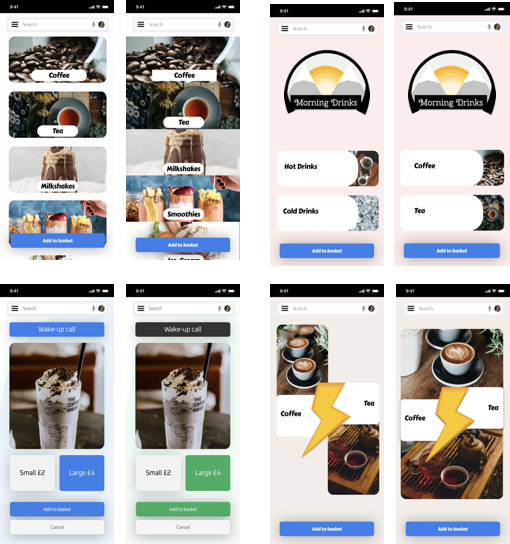 9:41
Search
Coffee
Tea
Milkshakes
Add to basket
9:41
Search
Coffee
Tea
Milkshakes
Smoothies
Add to basket
Ice-Cream
9:41
Search
Morning Drinks
Hot Drinks
Cold Drinks
Add to basket
9:41
Search
Morning Drinks
Coffee
Tea
Add to basket
9:41
Search
Wake-up call
Small £2
Large £4
Add to basket
Cancel
9:41
Search
Wake-up call
Small £2
Large £4
Add to basket
Cancel
9:41
Search
Tea
Coffee
Add to basket
9:41
Search
Tea
Coffee
Add to basket